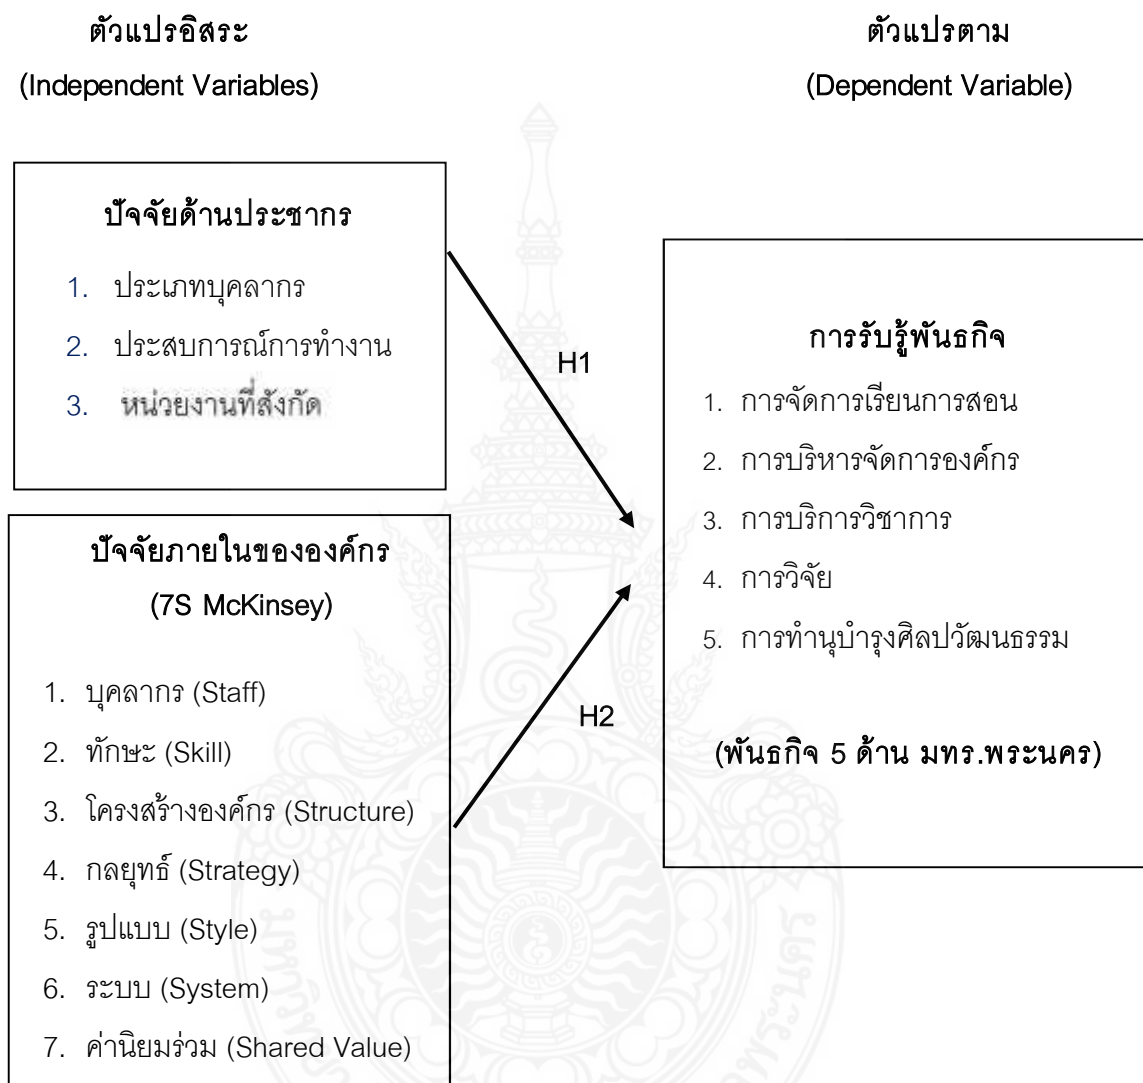 ตัวแปรอิสระ
(Independent Variables)
ตัวแปรตาม
(Dependent Variable)
ปัจจัยด้านประชากร
1. ประเภทบุคลากร
2. ประสบการณ์การทำงาน
3. หน่วยงานที่สังกัด
H1
ปัจจัยภายในขององค์กร
(7S McKinsey)
1. บุคลากร (Staff)
2. ทักษะ (Skill)
3. โครงสร้างองค์กร (Structure)
4. กลยุทธ์ (Strategy)
5. รูปแบบ (Style)
6. ระบบ (System)
7. ค่านิยมร่วม (Shared Value)
H2
การรับรู้พันธกิจ
1. การจัดการเรียนการสอน
2. การบริหารจัดการองค์กร
3. การบริการวิชาการ
4. การวิจัย
5. การทำนุบำรุงศิลปวัฒนธรรม
(พันธกิจ 5 ด้าน มทร.พระนคร)